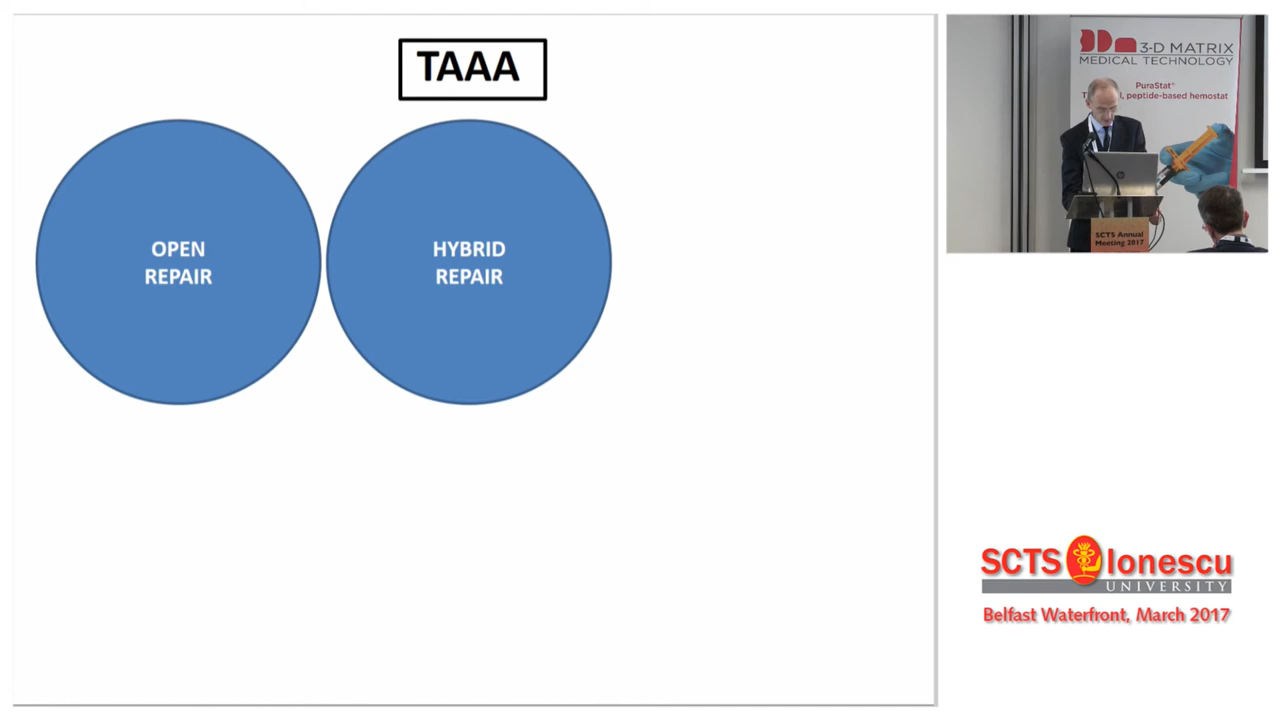 TAAA
OPEN
REPAIR
HYBRID
REPAIR
3-D MATRIX
MEDICAL TECHNOLOGY
PuraStat®
l, peptide-based hemostat
hp
SCTS Annual
Meeting 2017
SCTS Ionescu
UNIVERSITY
Belfast Waterfront, March 2017